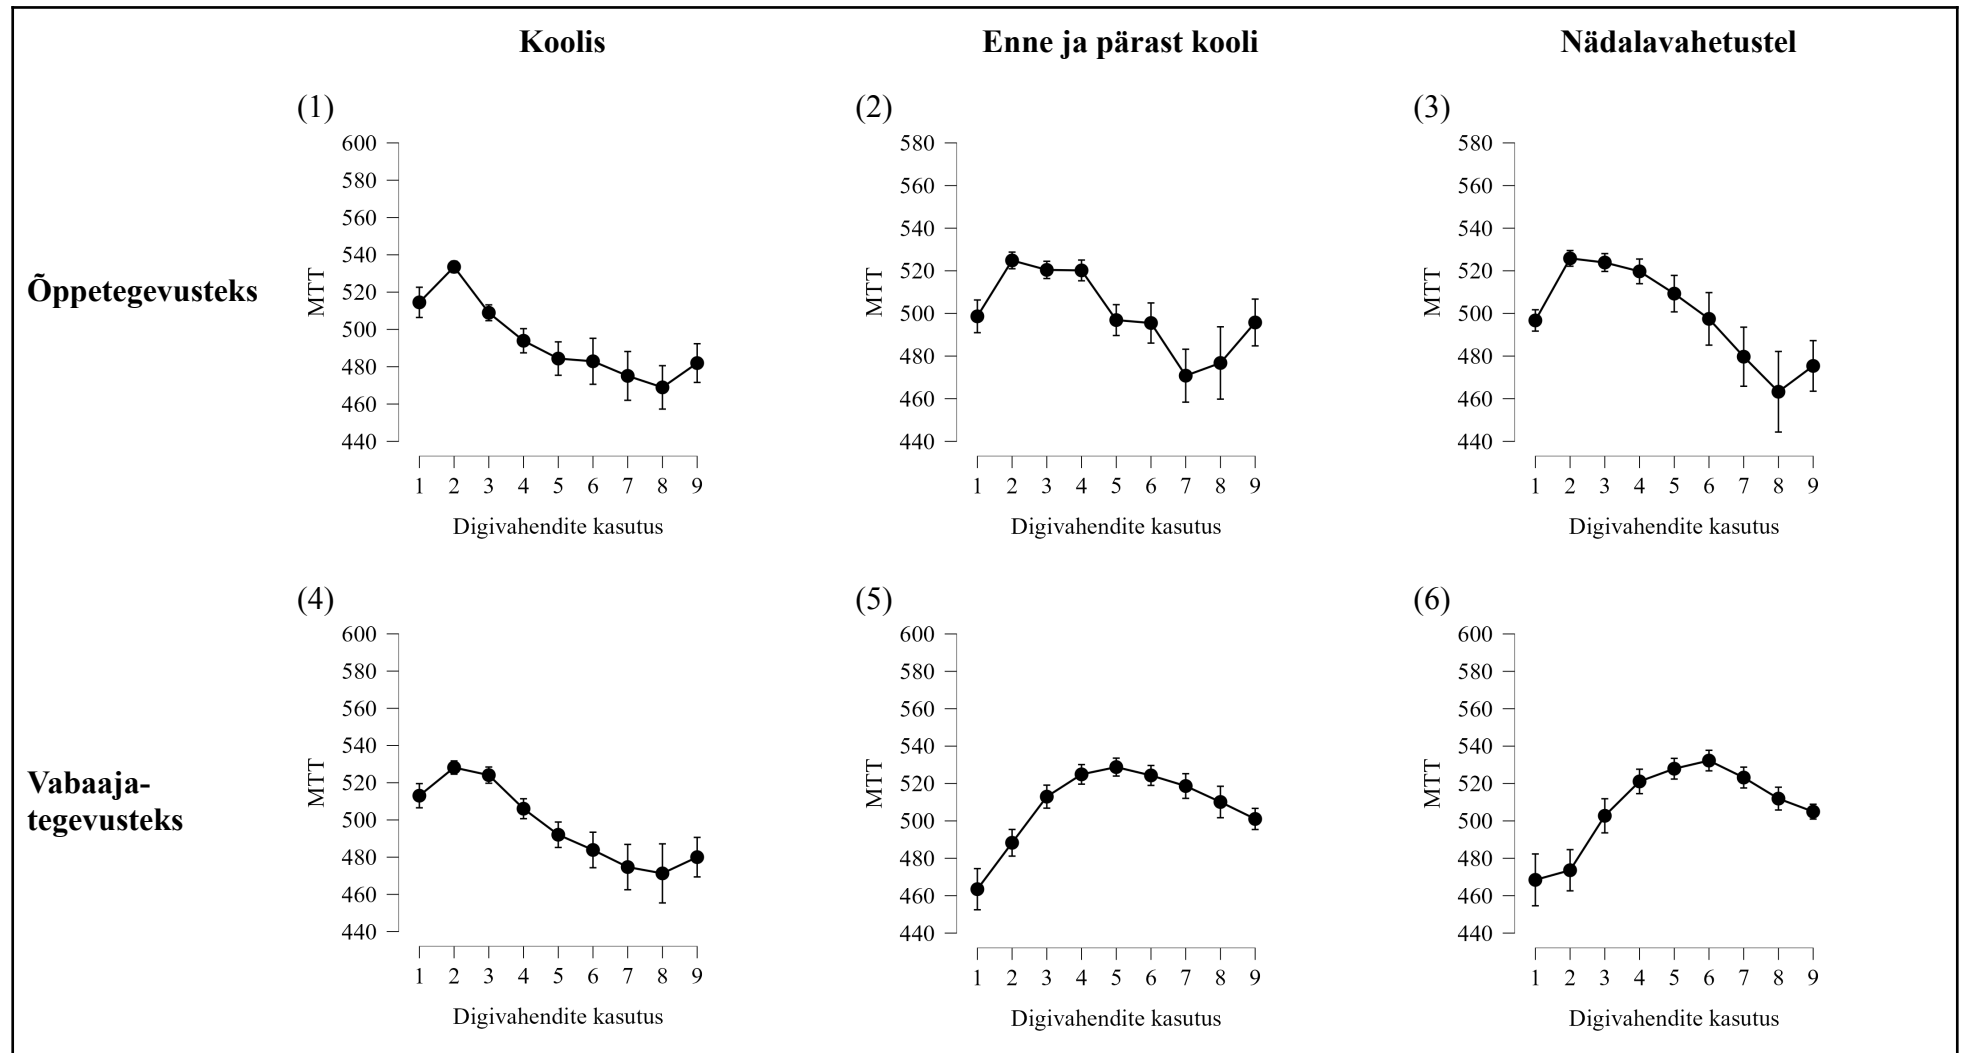 Koolis Enne ja pärast kooli Nädalavahetustel
Õppetegevusteks
(1)
600
580
560
540
520
500
480
460
440
MTT
1 2 3 4 5 6 7 8 9
Digivahendite kasutus
(2)
580
560
540
520
500
480
460
440
MTT
1 2 3 4 5 6 7 8 9
Digivahendite kasutus
(3)
580
560
540
520
500
480
460
440
MTT
1 2 3 4 5 6 7 8 9
Digivahendite kasutus
Vabaaja-
tegevusteks
(4)
600
580
560
540
520
500
480
460
440
MTT
1 2 3 4 5 6 7 8 9
Digivahendite kasutus
(5)
600
580
560
540
520
500
480
460
440
MTT
1 2 3 4 5 6 7 8 9
Digivahendite kasutus
(6)
600
580
560
540
520
500
480
460
440
MTT
1 2 3 4 5 6 7 8 9
Digivahendite kasutus